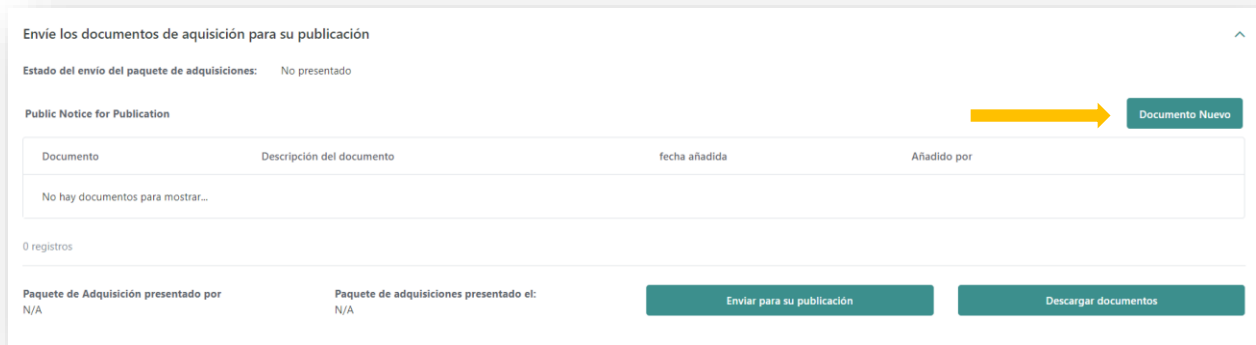 Envíe los documentos de aquisición para su publicación
Estado del envío del paquete de adquisiciones: No presentado
Public Notice for Publication Documento Nuevo
Documento Descripción del documento fecha añadida Añadido por
No hay documentos para mostrar...
0 registros
Paquete de Adquisición presentado por Paquete de adquisiciones presentado el: Enviar para su publicación Descargar documentos
N/A N/A